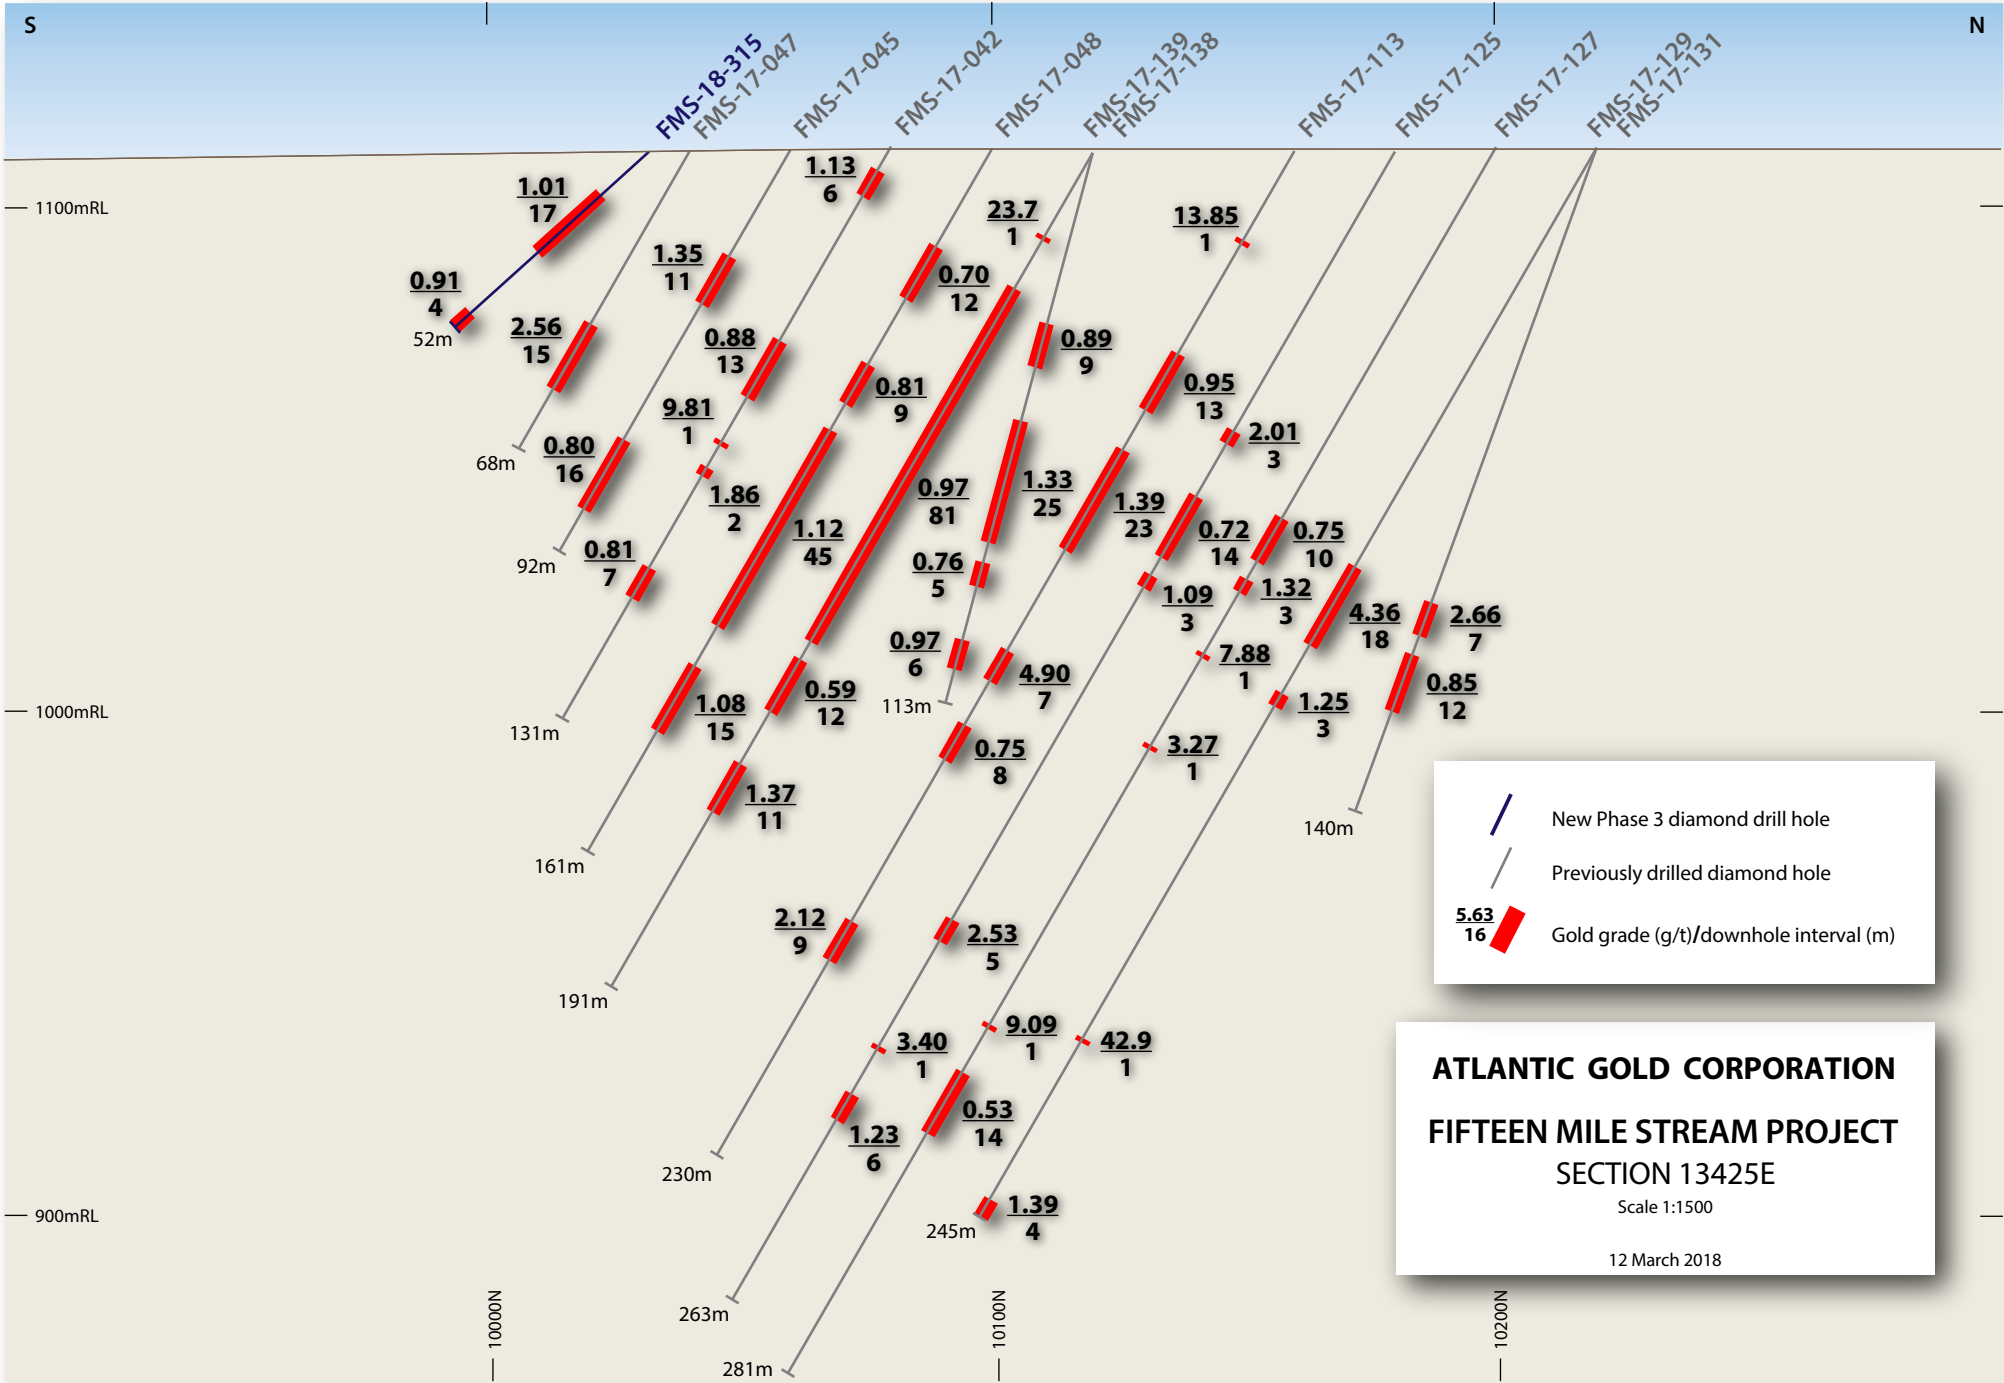 S
N
FMS-18-315
FMS-17-047
FMS-17-045
FMS-17-042
FMS-17-048
FMS-17-139
FMS-17-138
FMS-17-113
FMS-17-125
FMS-17-127
FMS-17-129
FMS-17-131
1100mRL
1000mRL
900mRL
1.01
17
0.91
4
52m
2.56
15
68m
1.35
11
0.80
16
92m
1.13
6
0.88
13
9.81
1
1.86
2
0.81
7
131m
0.70
12
0.81
9
1.12
45
1.08
15
161m
23.7
1
0.97
81
0.59
12
1.37
11
191m
0.89
9
1.33
25
0.76
5
0.97
6
113m
13.85
1
0.95
13
1.39
23
4.90
7
0.75
8
2.12
9
230m
2.01
3
0.72
14
1.09
3
2.53
5
3.40
1
1.23
6
263m
0.75
10
1.32
3
7.88
1
3.27
1
9.09
1
0.53
14
281m
4.36
18
1.25
3
42.9
1
1.39
4
245m
2.66
7
0.85
12
140m
New Phase 3 diamond drill hole
Previously drilled diamond hole
5.63
16
Gold grade (g/t)/downhole interval (m)
ATLANTIC GOLD CORPORATION
FIFTEEN MILE STREAM PROJECT
SECTION 13425E
Scale 1:1500
12 March 2018
10000N
10100N
10200N